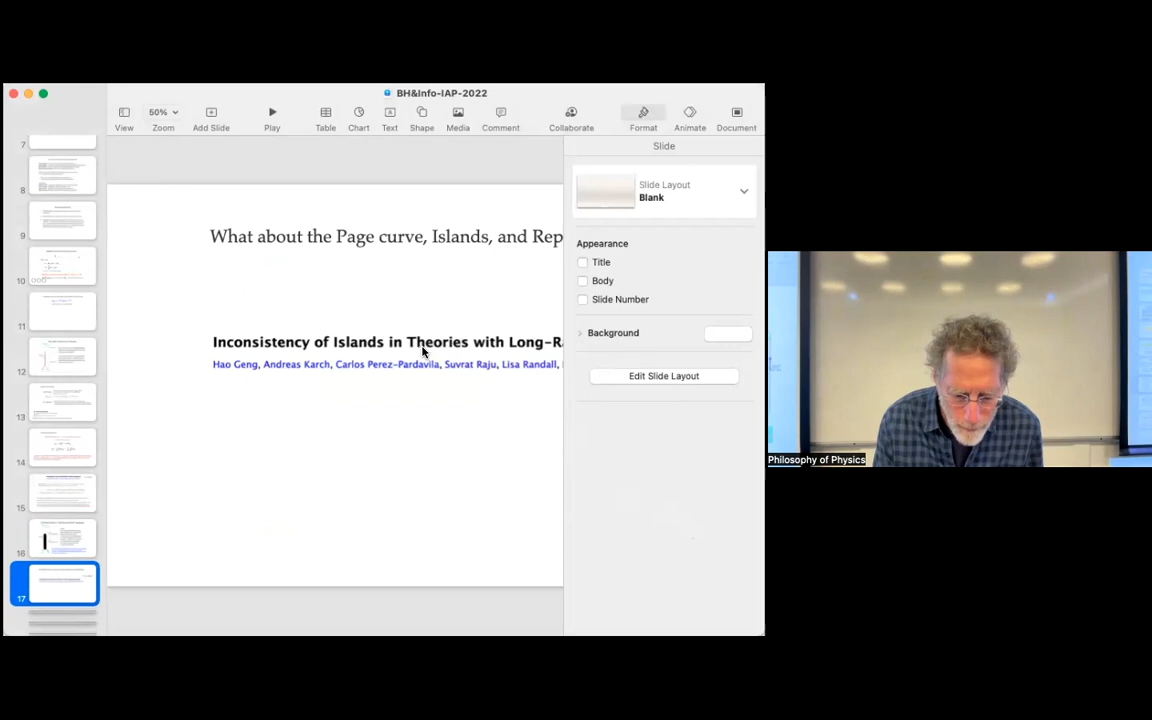 BH&Info-IAP-2022
50%
View Zoom Add Slide Play Table Chart Text Shape Media Comment Collaborate Format Animate Document
Slide
Slide Layout
Blank
Appearance
Title
Body
Slide Number
Background
Edit Slide Layout
7
8
9
10
11
12
13
14
15
16
17
What about the Page curve, Islands, and Rep
Inconsistency of Islands in Theories with Long-R
Hao Geng, Andreas Karch, Carlos Perez-Pardavila, Suvrat Raju, Lisa Randall,
Philosophy of Physics